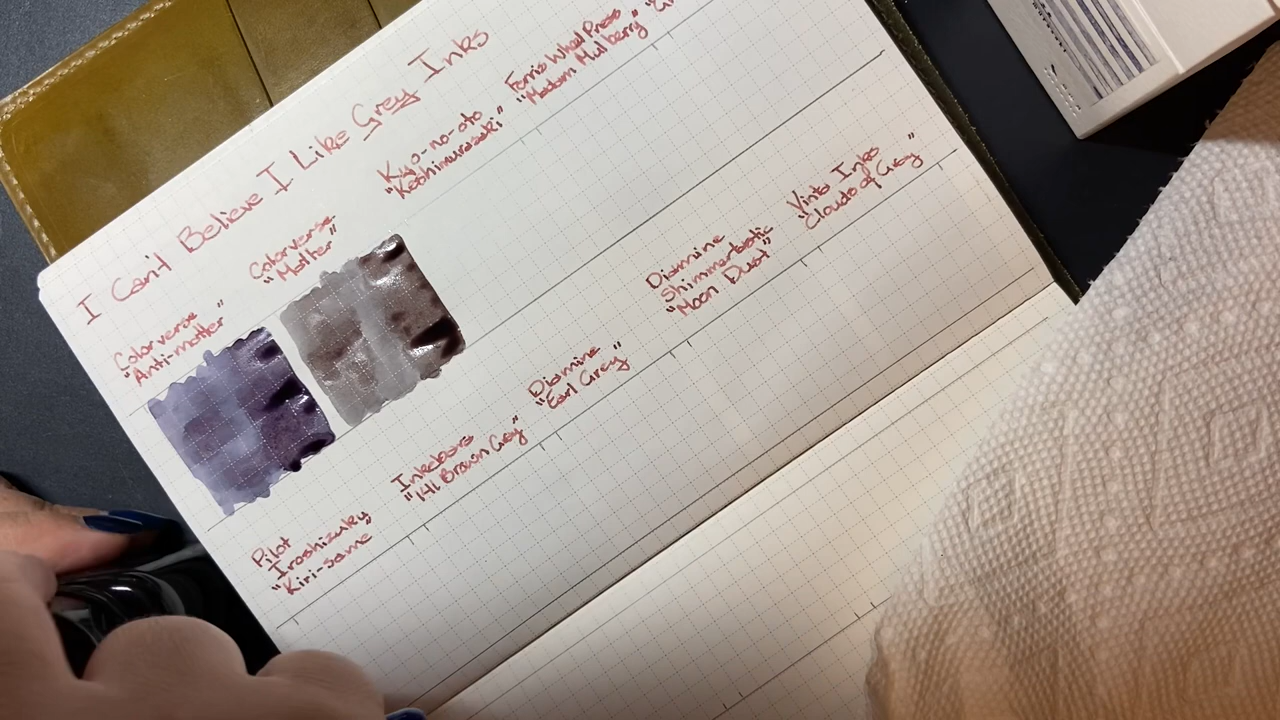 I Can't Believe I Like Grey Inks
Colorverse
"Anti-matter"
Colorverse
"Matter"
Kyo-no-oto
"Keshimurasaki"
Ferris Wheel Press
"Madam Mulberry"
Pilot
Iroshizuku
"Kiri-same"
Inkebara
"141 Brown Grey"
Diamine
"Earl Grey"
Diamine
Shimmertastic
"Moon Dust"
Vinta Inks
"Clouds of Grey"